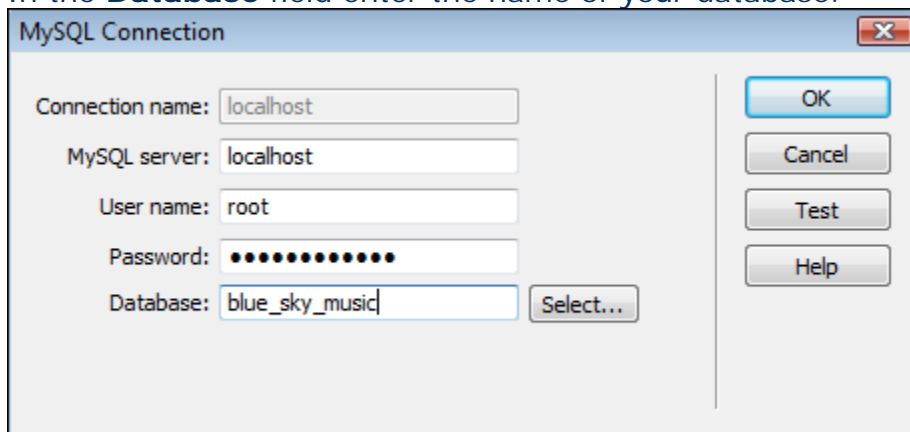 In the Database field enter the name of your database.
MySQL Connection
Connection name: localhost
OK
MySQL server: localhost
Cancel
User name: root
Test
Password: ●●●●●●●●●●●●
Help
Database: blue_sky_music
Select...